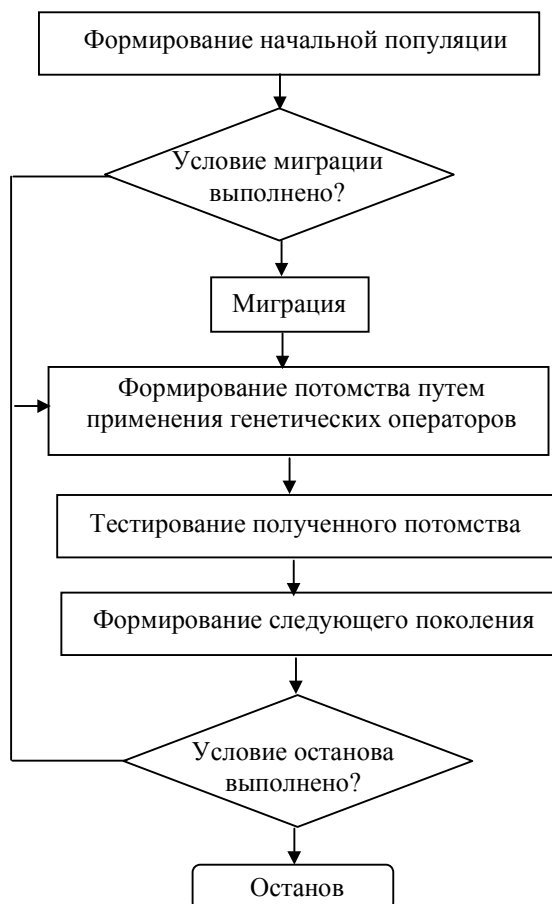 Формирование начальной популяции
Условие миграции
выполнено?
Миграция
Формирование потомства путем
применения генетических операторов
Тестирование полученного потомства
Формирование следующего поколения
Условие останова
выполнено?
Останов